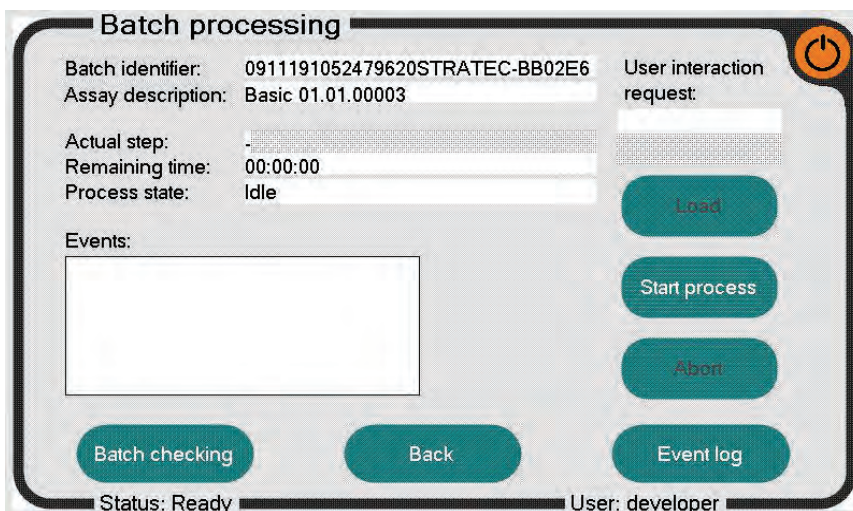 Batch processing
Batch identifier: 0911191052479620STRATEC-BB02E6
Assay description: Basic 01.01.00003
User interaction
request:
Actual step: -
Remaining time: 00:00:00
Process state: Idle
Load
Events:
Start process
Abort
Batch checking
Back
Event log
Status: Ready
User: developer